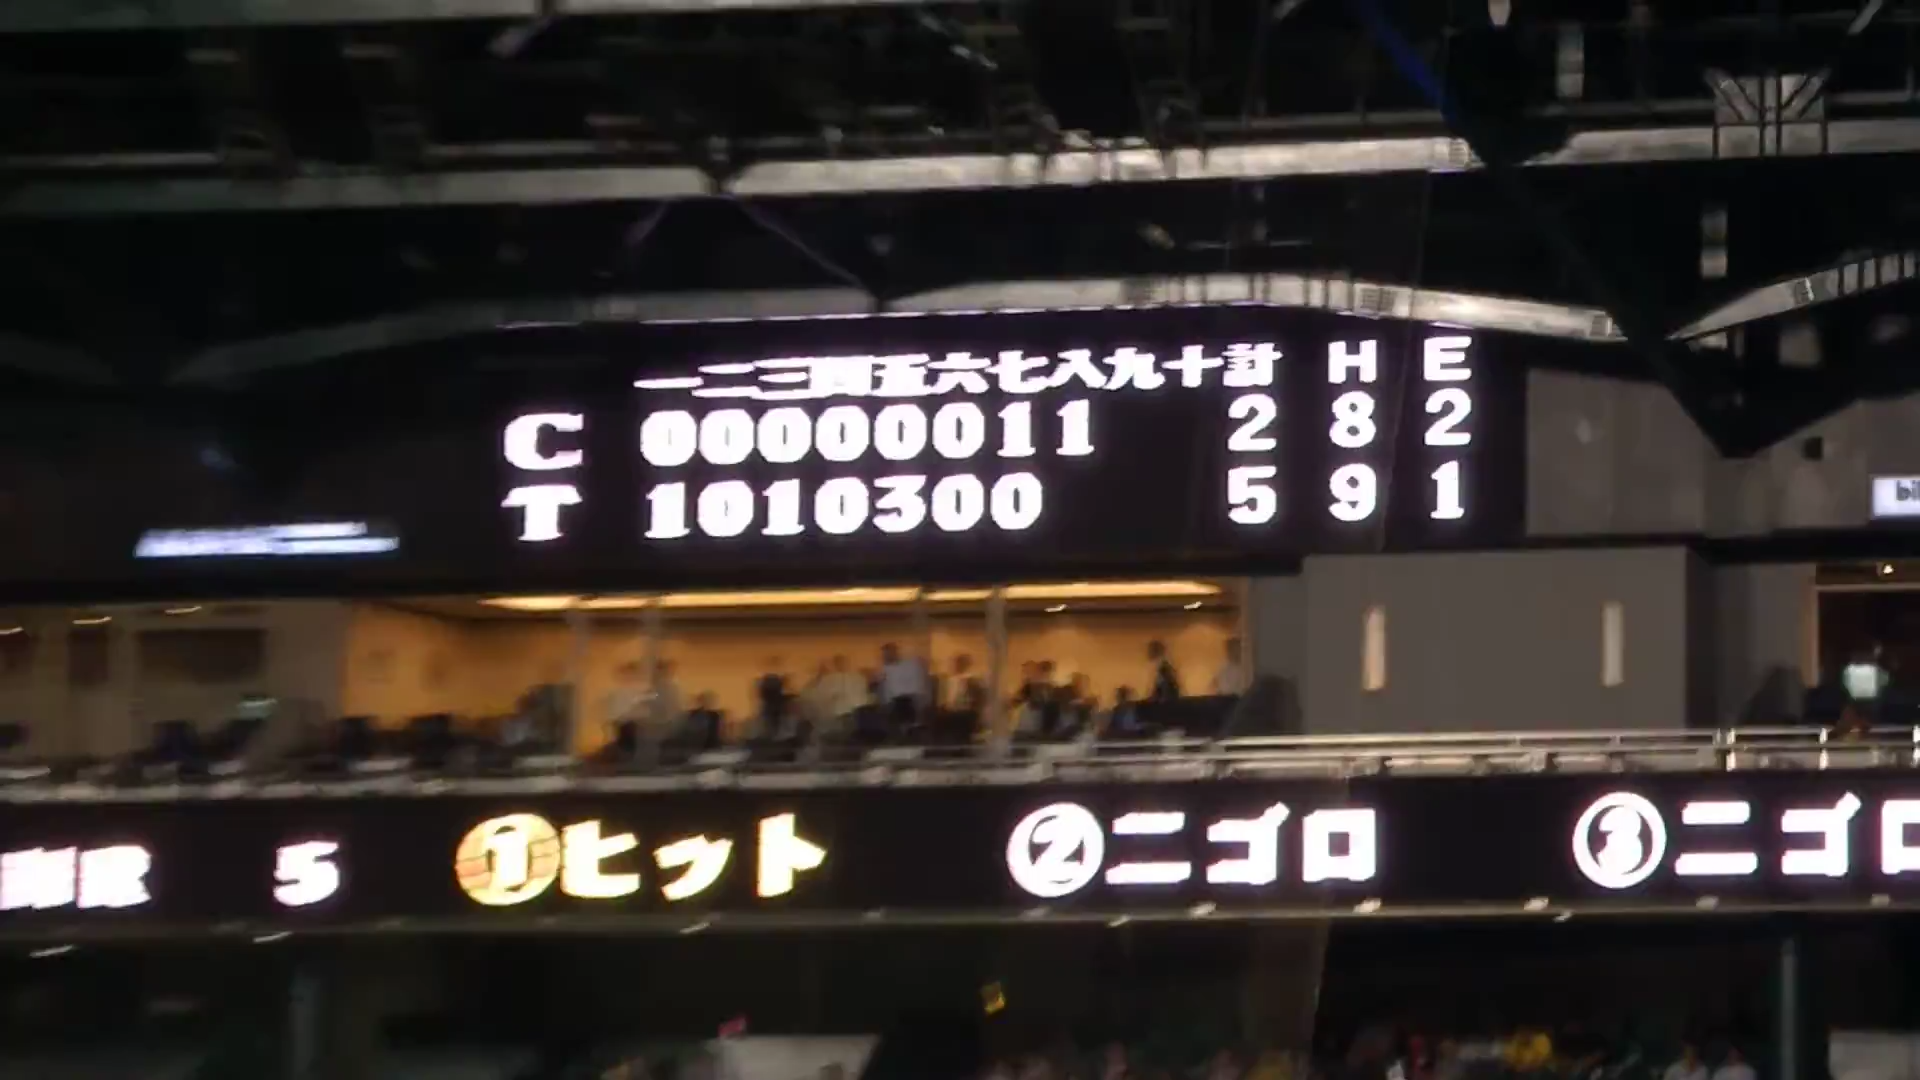 一二三四五六七八九十計 H E
C 00000011 2 8 2
T 1010300 5 9 1
5 ①ヒット ②ニゴロ ③ニゴロ